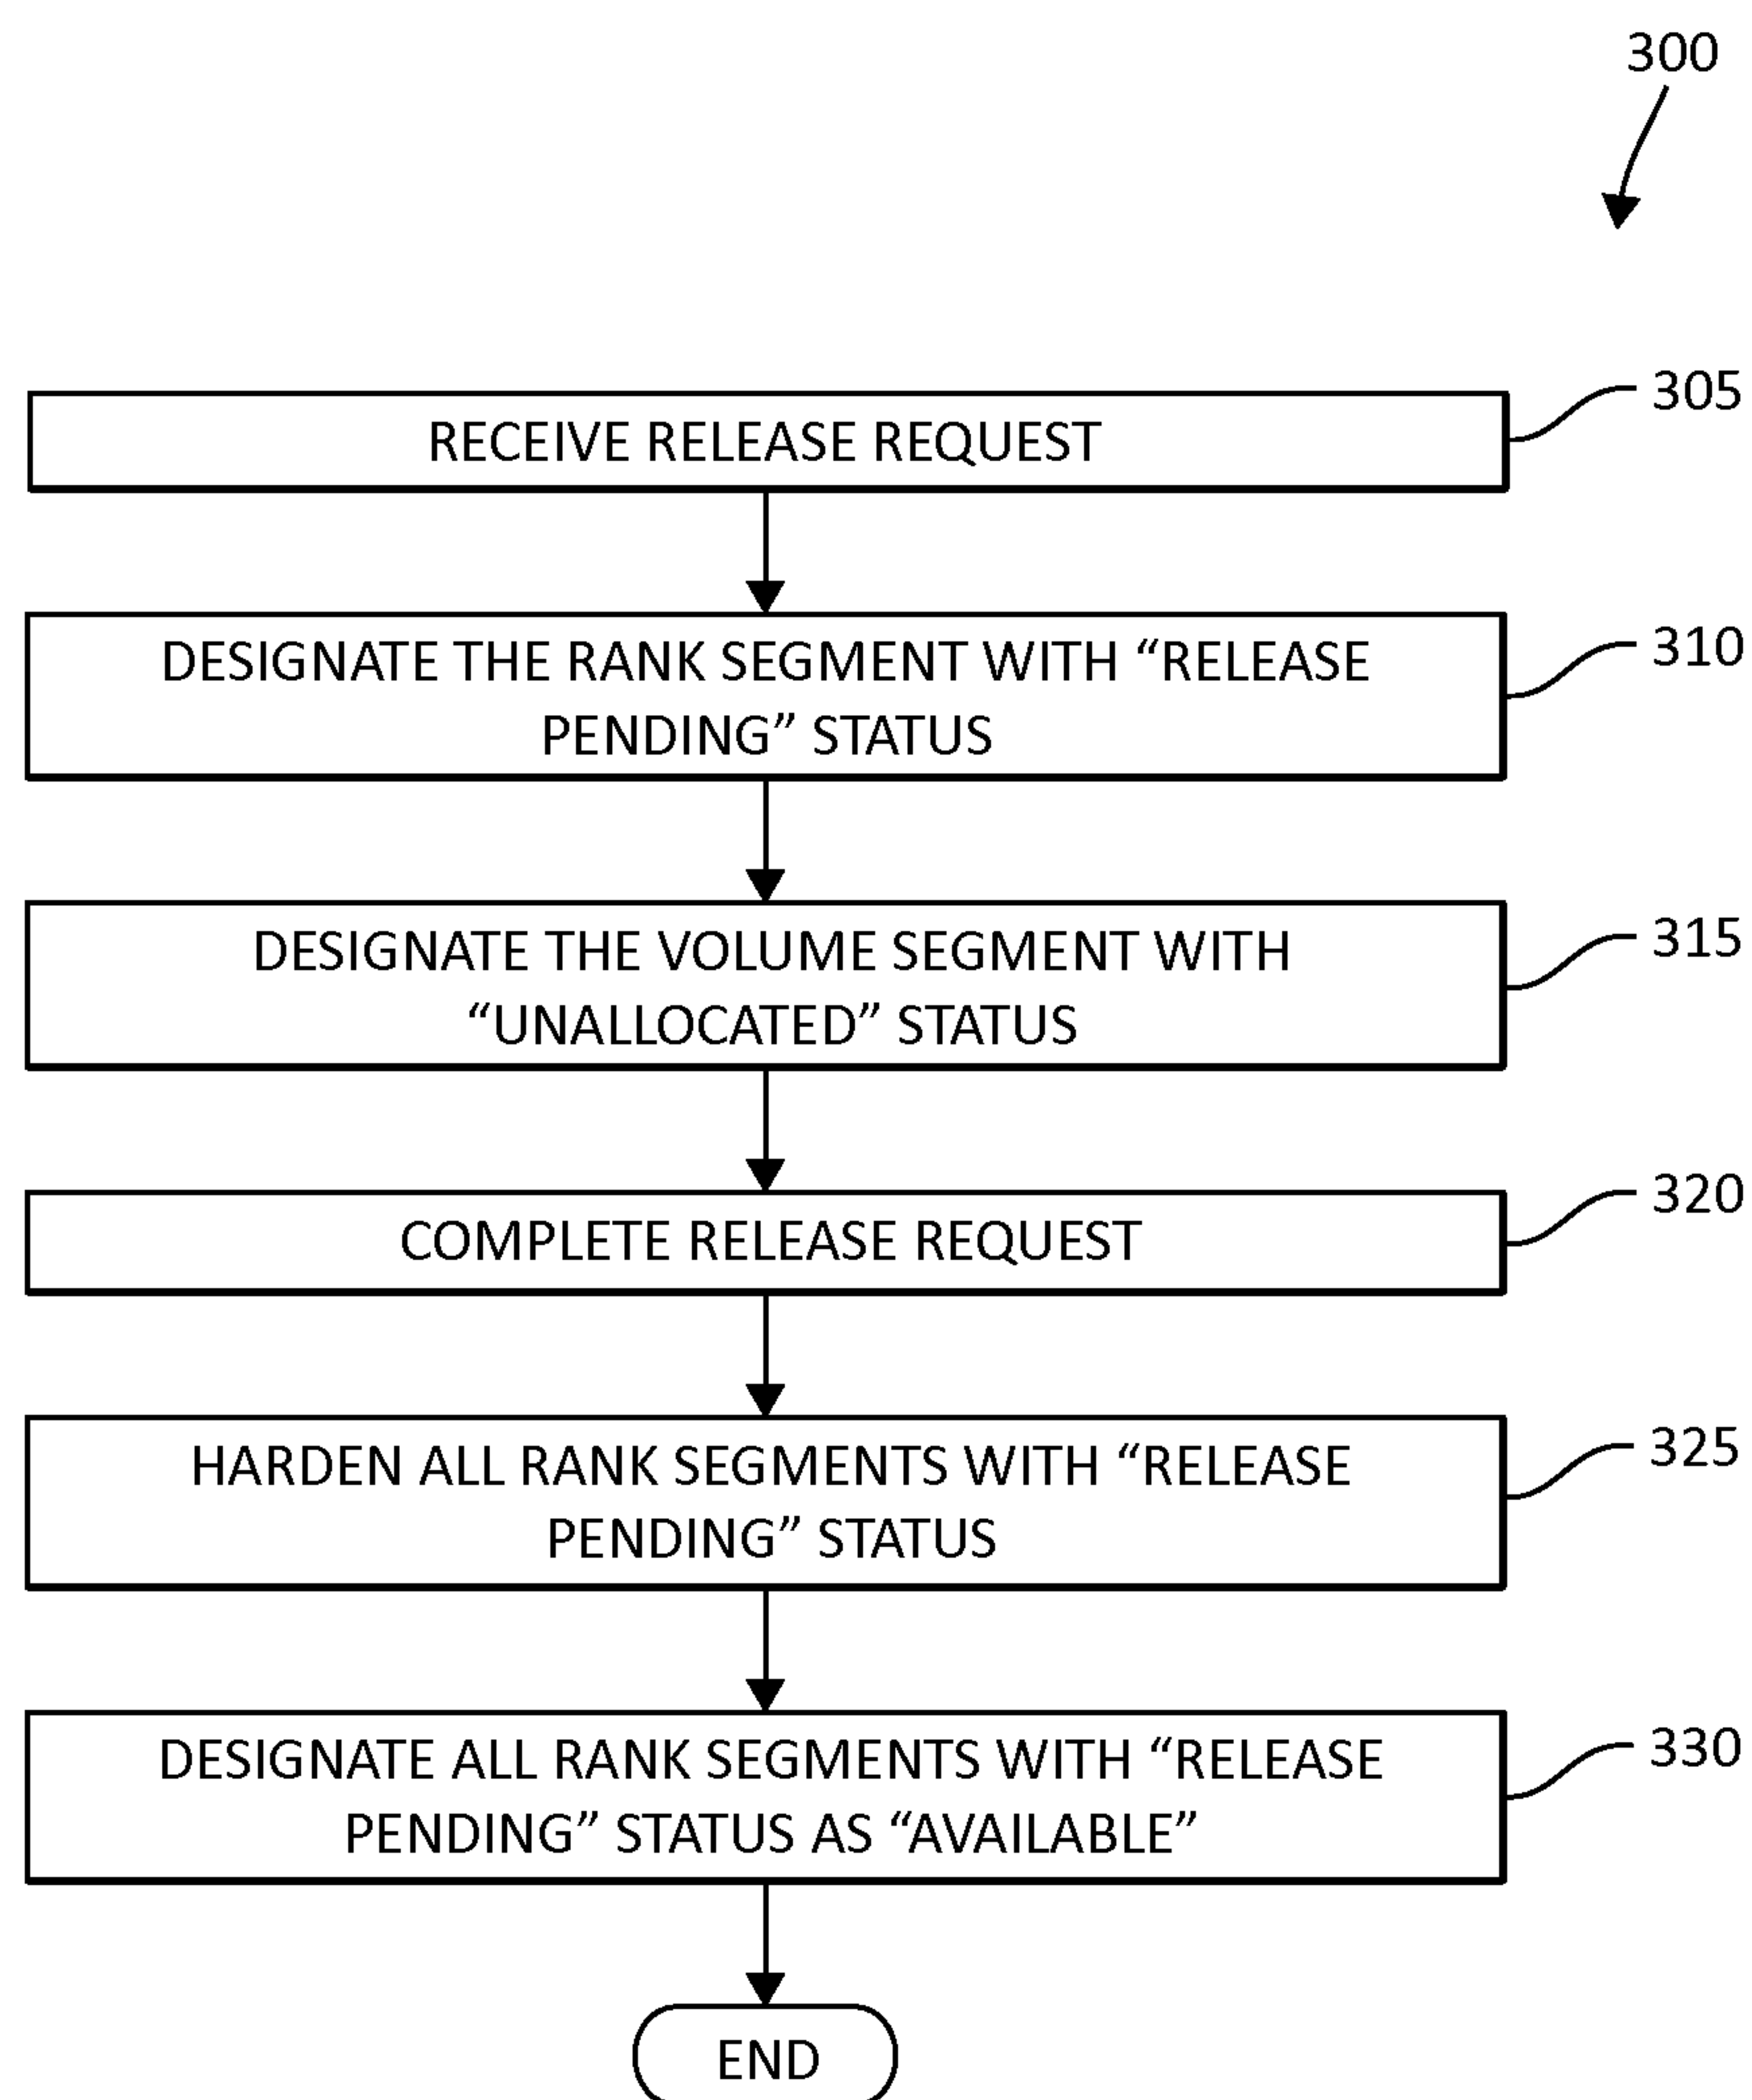 300
RECEIVE RELEASE REQUEST
305
DESIGNATE THE RANK SEGMENT WITH “RELEASE
PENDING” STATUS
310
DESIGNATE THE VOLUME SEGMENT WITH
“UNALLOCATED” STATUS
315
COMPLETE RELEASE REQUEST
320
HARDEN ALL RANK SEGMENTS WITH “RELEASE
PENDING” STATUS
325
DESIGNATE ALL RANK SEGMENTS WITH “RELEASE
PENDING” STATUS AS “AVAILABLE”
330
END